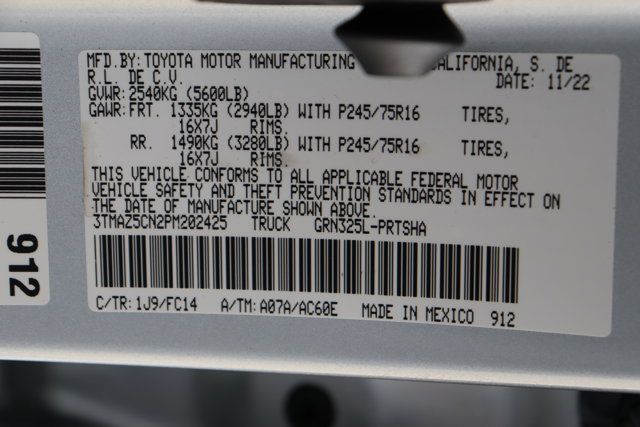 MFD.BY: TOYOTA MOTOR MANUFACTURING CALIFORNIA, S. DE
R.L. DE C.V. DATE: 11/22
GVWR: 2540KG (5600LB)
GAWR: FRT. 1335KG (2940LB) WITH P245/75R16 TIRES,
16X7J RIMS.
RR. 1490KG (3280LB) WITH P245/75R16 TIRES,
16X7J RIMS.
THIS VEHICLE CONFORMS TO ALL APPLICABLE FEDERAL MOTOR
VEHICLE SAFETY AND THEFT PREVENTION STANDARDS IN EFFECT ON
THE DATE OF MANUFACTURE SHOWN ABOVE.
3TMAZ5CN2PM202425 TRUCK GRN325L-PRTSHA
C/TR: 1J9/FC14 A/TM: A07A/AC60E MADE IN MEXICO 912
912